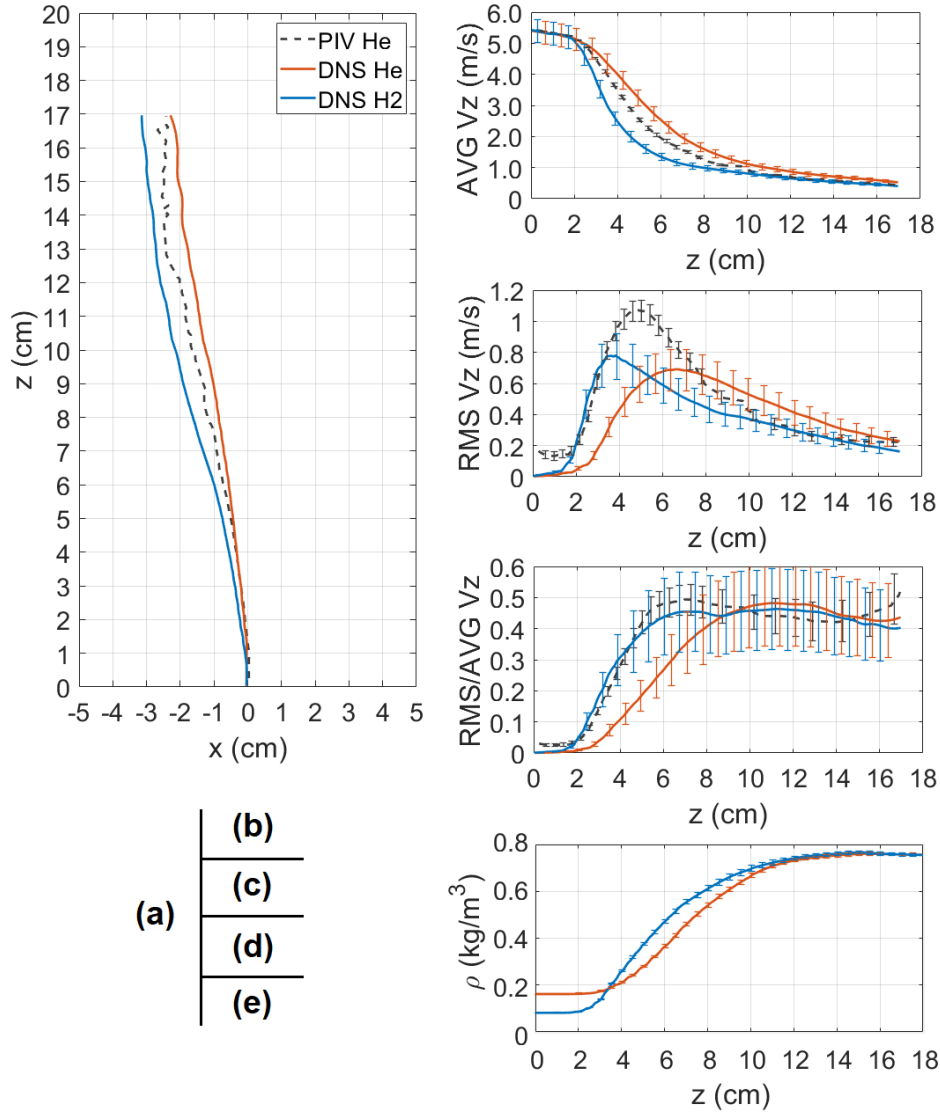 20
19
18
17
16
15
14
13
12
11
10
9
8
7
6
5
4
3
2
1
0
z (cm)
PIV He
DNS He
DNS H2
-5 -4 -3 -2 -1 0 1 2 3 4 5
x (cm)
6.0
5.0
4.0
3.0
2.0
1.0
0
AVG Vz (m/s)
0 2 4 6 8 10 12 14 16 18
z (cm)
1.2
1
0.8
0.6
0.4
0.2
0
RMS Vz (m/s)
0 2 4 6 8 10 12 14 16 18
z (cm)
0.6
0.5
0.4
0.3
0.2
0.1
0
RMS/AVG Vz
0 2 4 6 8 10 12 14 16 18
z (cm)
0.8
0.6
0.4
0.2
0
ρ (kg/m³)
0 2 4 6 8 10 12 14 16 18
z (cm)
(a)
(b)
(c)
(d)
(e)